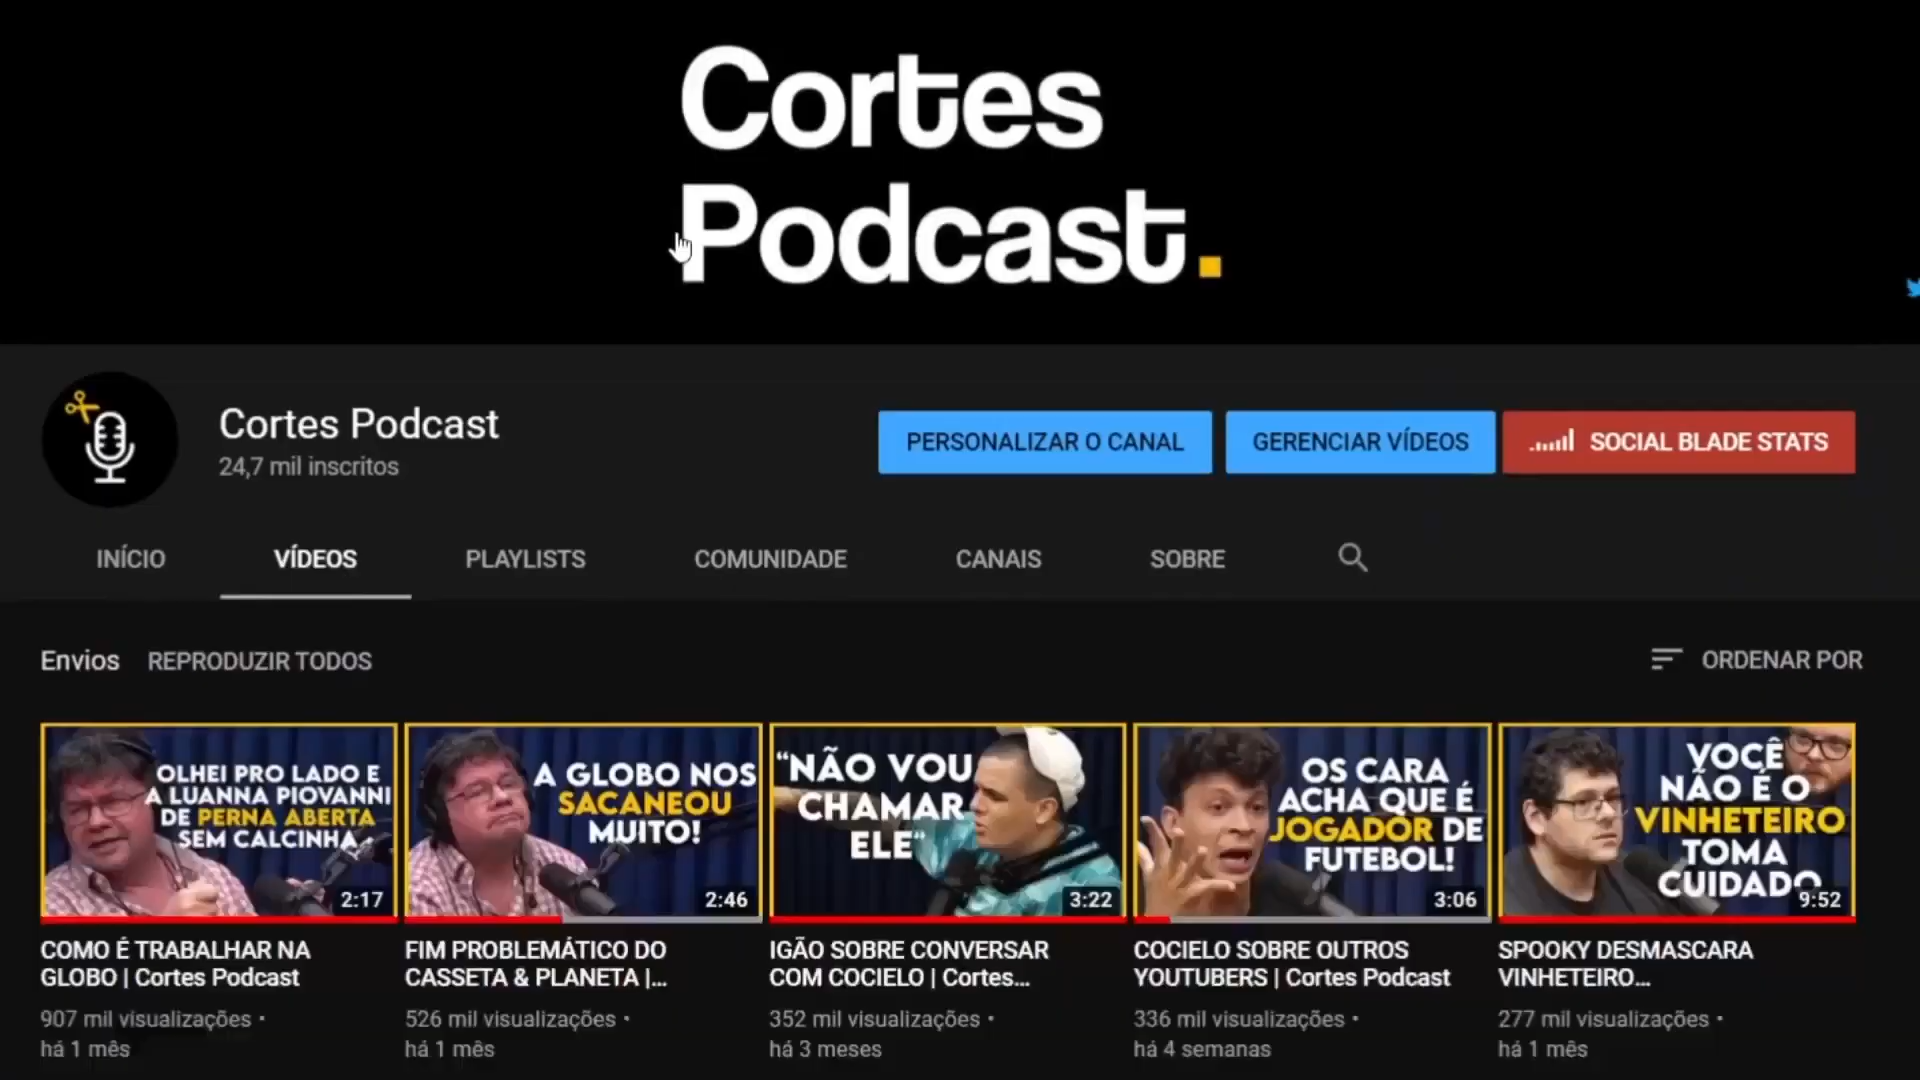 Cortes
Podcast.
Cortes Podcast
24,7 mil inscritos
PERSONALIZAR O CANAL
GERENCIAR VÍDEOS
SOCIAL BLADE STATS
INÍCIO
VÍDEOS
PLAYLISTS
COMUNIDADE
CANAIS
SOBRE
Envios
REPRODUZIR TODOS
ORDENAR POR
OLHEI PRO LADO E
A LUANNA PIOVANNI
DE PERNA ABERTA
SEM CALCINHA
2:17
A GLOBO NOS
SACANEOU
MUITO!
2:46
“NÃO VOU
CHAMAR
ELE“
3:22
OS CARA
ACHA QUE É
JOGADOR DE
FUTEBOL!
3:06
VOCÊ
NÃO É O
VINHETEIRO
TOMA
CUIDADO
9:52
COMO É TRABALHAR NA
GLOBO | Cortes Podcast
907 mil visualizações •
há 1 mês
FIM PROBLEMÁTICO DO
CASSETA & PLANETA |...
526 mil visualizações •
há 1 mês
IGÃO SOBRE CONVERSAR
COM COCIELO | Cortes...
352 mil visualizações •
há 3 meses
COCIELO SOBRE OUTROS
YOUTUBERS | Cortes Podcast
336 mil visualizações •
há 4 semanas
SPOOKY DESMASCARA
VINHETEIRO...
277 mil visualizações •
há 1 mês